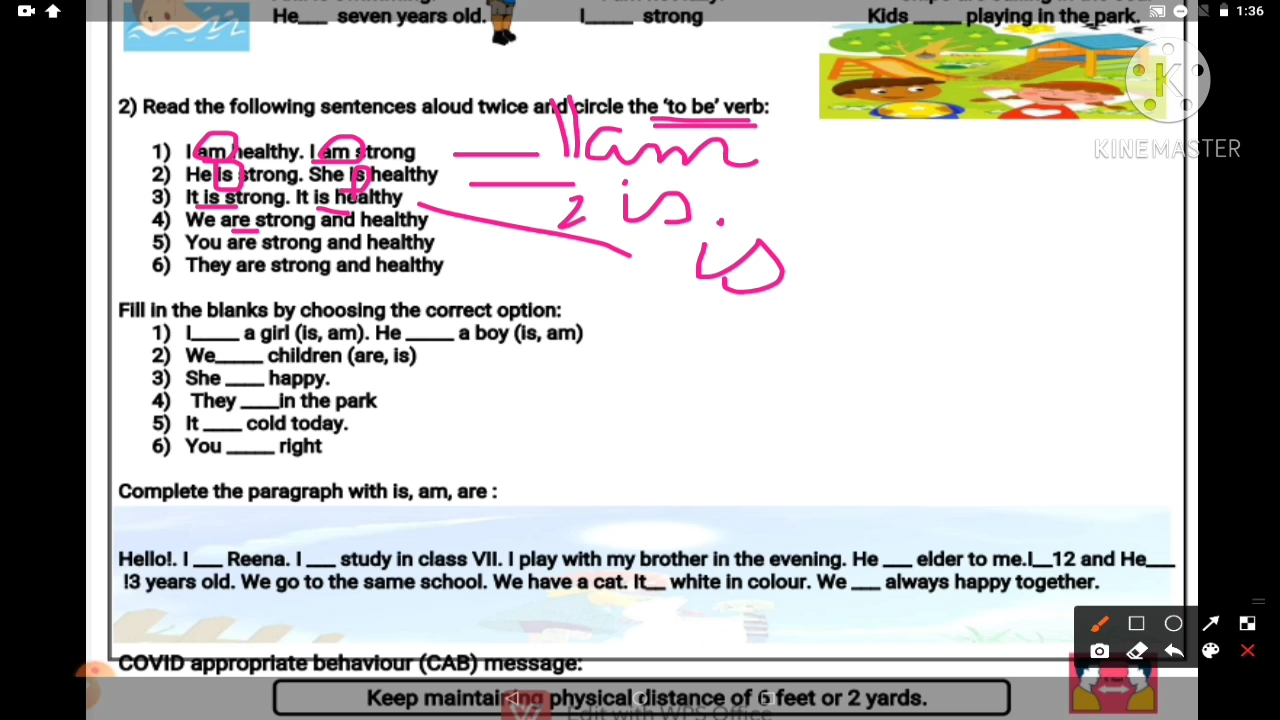 1:36
He___ seven years old.
I_____ strong
Kids _____ playing in the park.
K
KINEMASTER
2) Read the following sentences aloud twice and circle the ‘to be’ verb:
1) I am healthy. I am strong
am
2) He is strong. She is healthy
is.
3) It is strong. It is healthy
is
4) We are strong and healthy
5) You are strong and healthy
6) They are strong and healthy
Fill in the blanks by choosing the correct option:
1) I_____ a girl (is, am). He _____ a boy (is, am)
2) We_____ children (are, is)
3) She ____ happy.
4) They ____in the park
5) It ____ cold today.
6) You _____ right
Complete the paragraph with is, am, are :
Hello!. I ___ Reena. I ___ study in class VII. I play with my brother in the evening. He ___ elder to me.I__12 and He___
!3 years old. We go to the same school. We have a cat. It__ white in colour. We ___ always happy together.
COVID appropriate behaviour (CAB) message:
Keep maintaining physical distance of 6 feet or 2 yards.
Edit with WPS Office